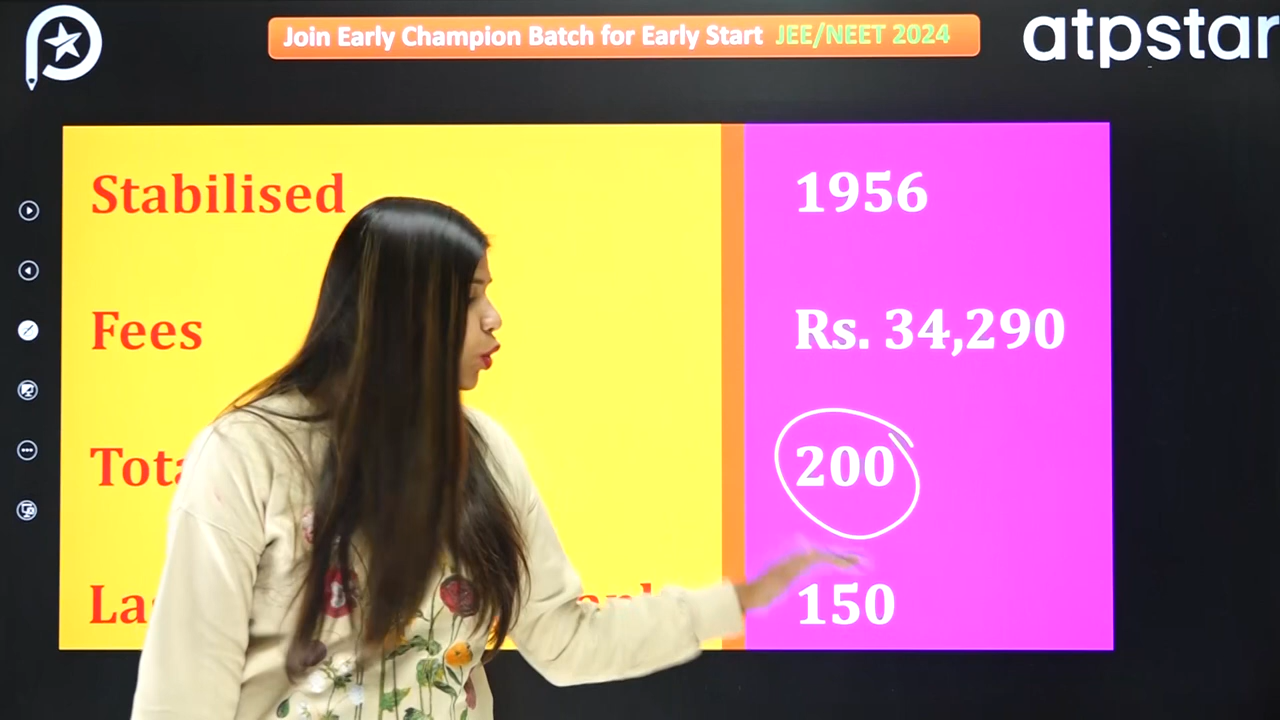 Join Early Champion Batch for Early Start JEE/NEET 2024
atpstar
Stabilised 1956
Fees Rs. 34,290
200
150